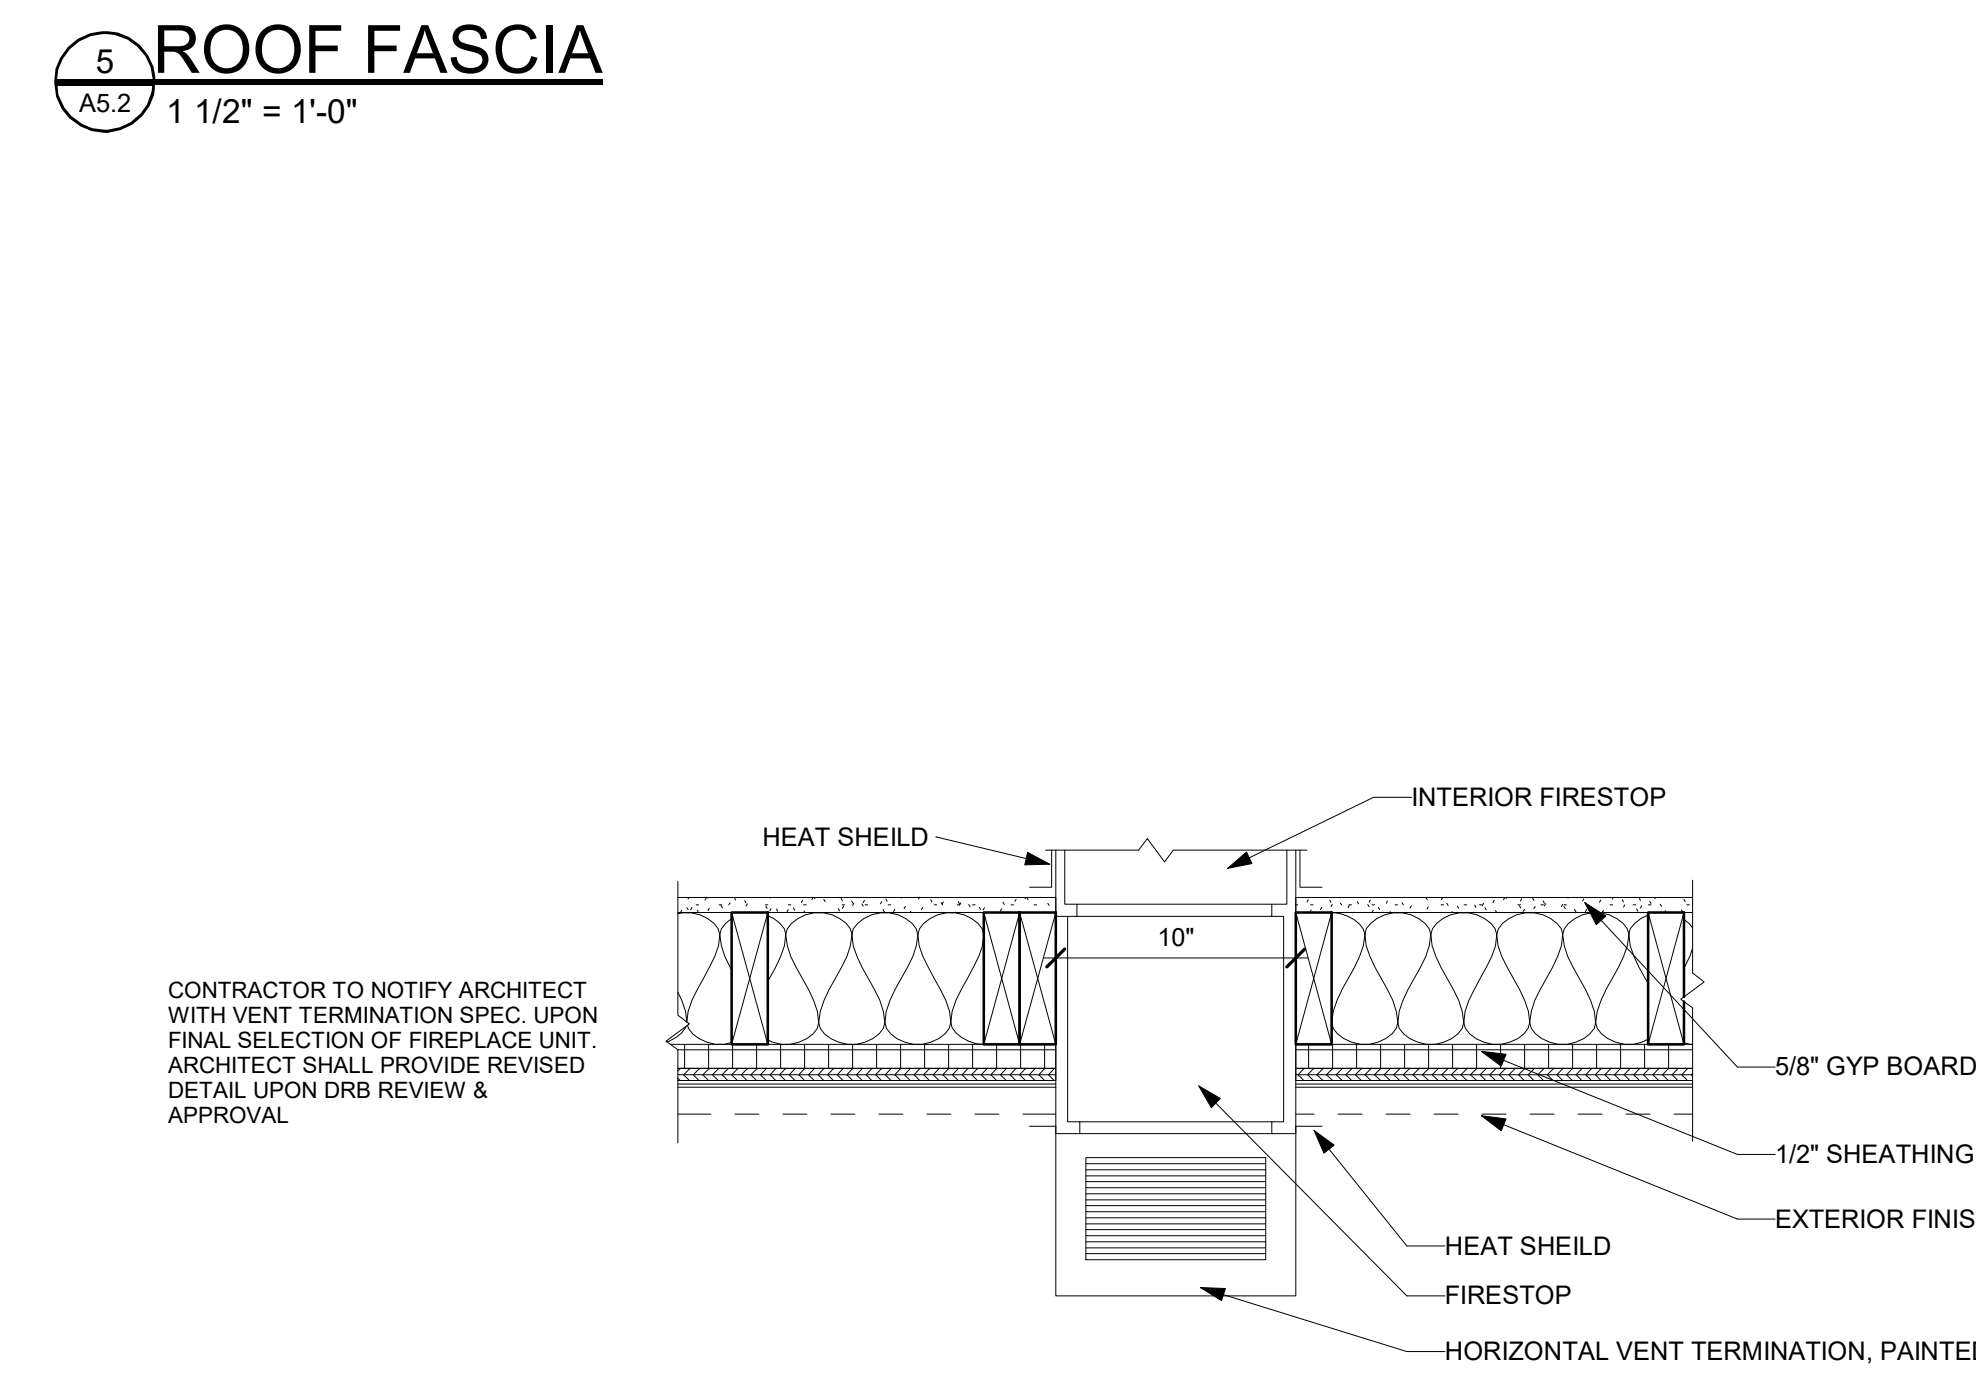 5
A5.2
ROOF FASCIA
1 1/2" = 1'-0"
INTERIOR FIRESTOP
HEAT SHEILD
10"
CONTRACTOR TO NOTIFY ARCHITECT
WITH VENT TERMINATION SPEC. UPON
FINAL SELECTION OF FIREPLACE UNIT.
ARCHITECT SHALL PROVIDE REVISED
DETAIL UPON DRB REVIEW &
APPROVAL
5/8" GYP BOARD
1/2" SHEATHING
EXTERIOR FINIS
HEAT SHEILD
FIRESTOP
HORIZONTAL VENT TERMINATION, PAINTE